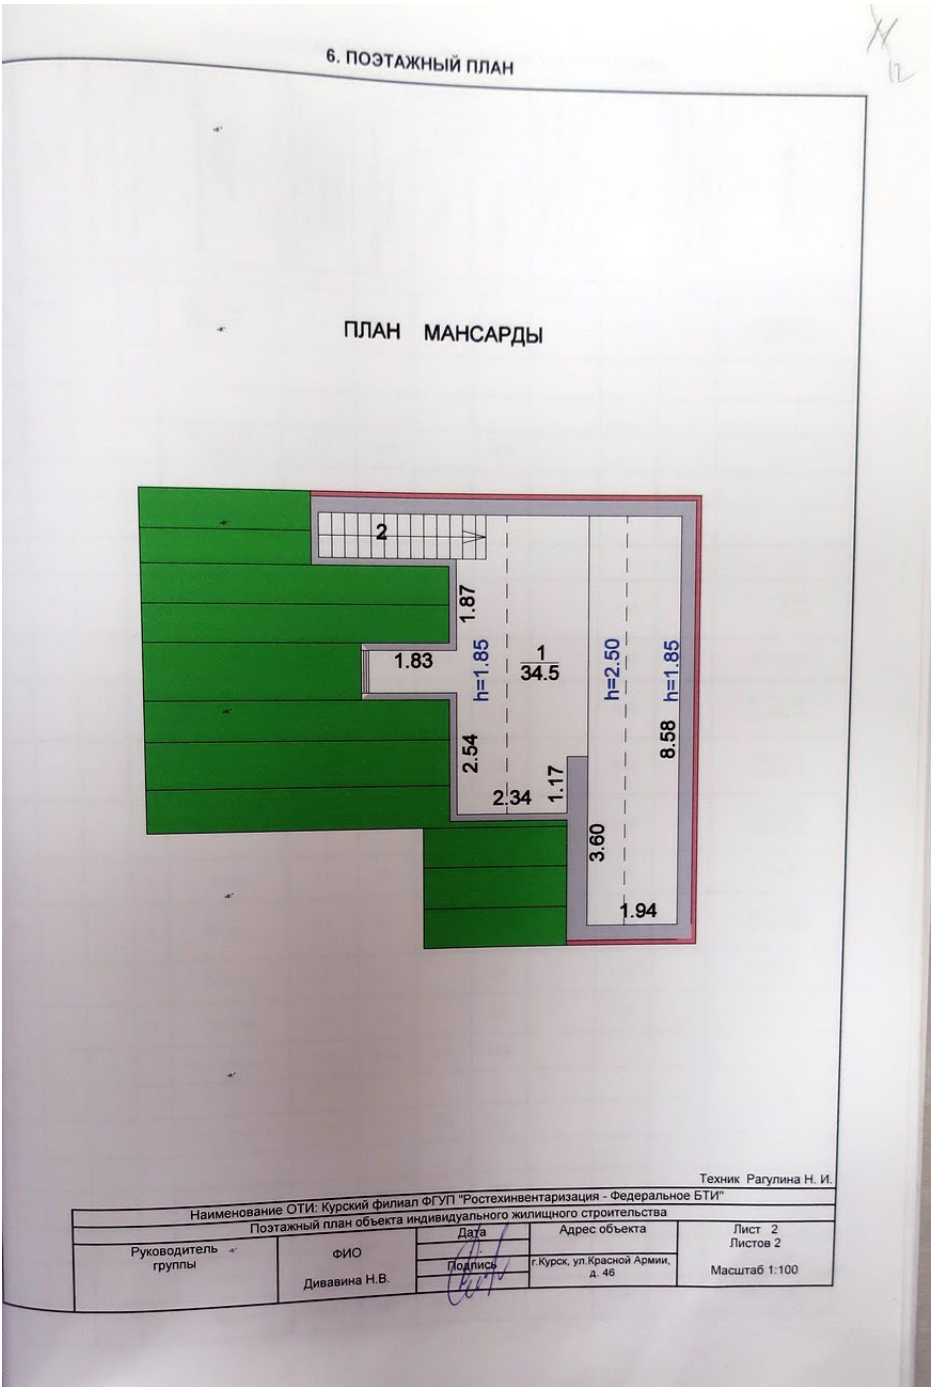 12
6. ПОЭТАЖНЫЙ ПЛАН
ПЛАН МАНСАРДЫ
2
1.87
1.83
h=1.85
1
34.5
h=2.50
h=1.85
2.54
8.58
1.17
2.34
3.60
1.94
Техник Рагулина Н. И.
Наименование ОТИ: Курский филиал ФГУП "Ростехинвентаризация - Федеральное БТИ"
Поэтажный план объекта индивидуального жилищного строительства
Руководитель
группы
ФИО
Дивавина Н.В.
Дата
Подпись
Адрес объекта
г.Курск, ул.Красной Армии,
д. 46
Лист 2
Листов 2
Масштаб 1:100